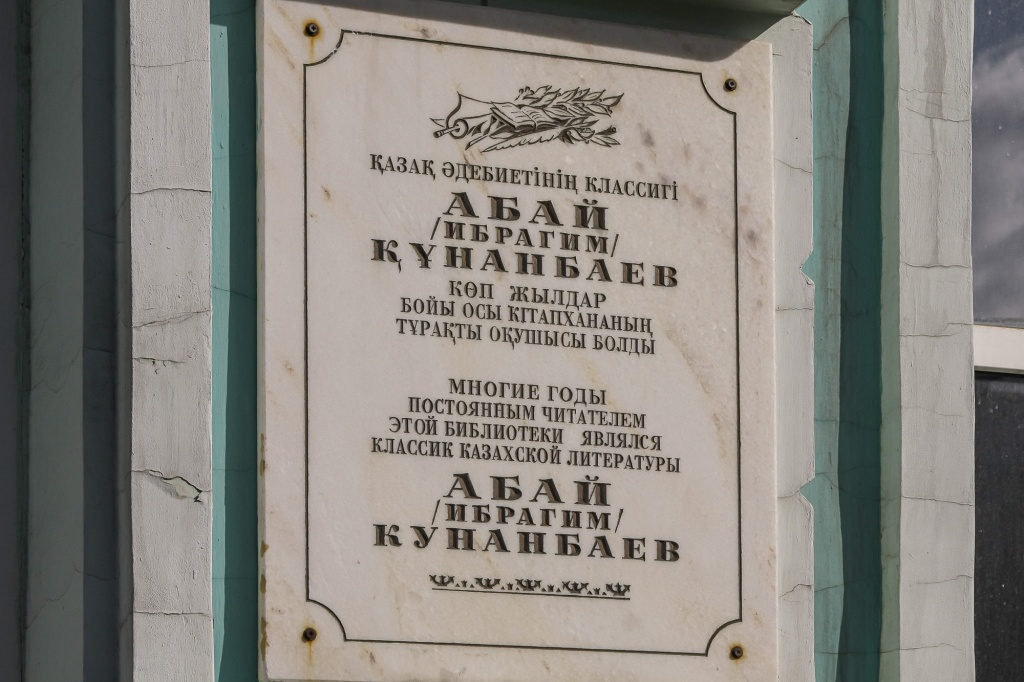 ҚАЗАҚ ӘДЕБИЕТІНІҢ КЛАССИГІ
АБАЙ
/ИБРАГИМ/
ҚҰНАНБАЕВ
КӨП ЖЫЛДАР
БОЙЫ ОСЫ КІТАПХАНАНЫҢ
ТҰРАҚТЫ ОҚУШЫСЫ БОЛДЫ
МНОГИЕ ГОДЫ
ПОСТОЯННЫМ ЧИТАТЕЛЕМ
ЭТОЙ БИБЛИОТЕКИ ЯВЛЯЛСЯ
КЛАССИК КАЗАХСКОЙ ЛИТЕРАТУРЫ
АБАЙ
/ИБРАГИМ/
КУНАНБАЕВ